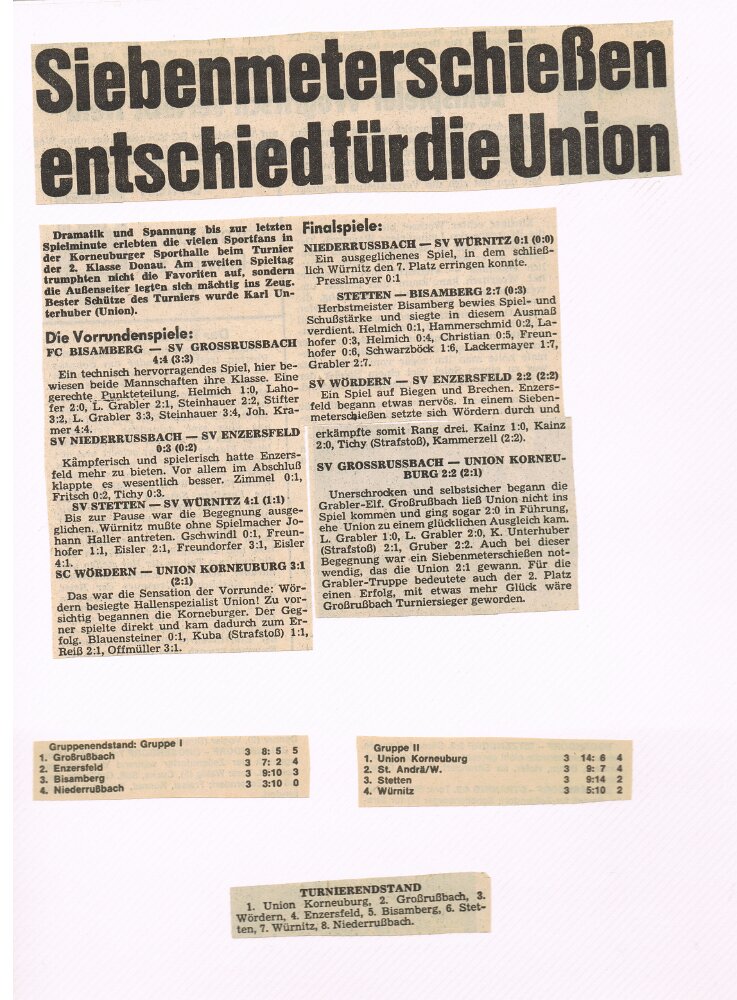 Siebenmeterschießen
entschied für die Union
Dramatik und Spannung bis zur letzten
Spielminute erlebten die vielen Sportfans in
der Korneuburger Sporthalle beim Turnier
der 2. Klasse Donau. Am zweiten Spieltag
trumphten nicht die Favoriten auf, sondern
die Außenseiter legten sich mächtig ins Zeug.
Bester Schütze des Turniers wurde Karl Un-
terhuber (Union).
Die Vorrundenspiele:
FC BISAMBERG — SV GROSSRUSSBACH
4:4 (3:3)
Ein technisch hervorragendes Spiel, hier be-
wiesen beide Mannschaften ihre Klasse. Eine
gerechte Punkteteilung. Helmich 1:0, Laho-
fer 2:0, L. Grabler 2:1, Steinhauer 2:2, Stifter
3:2, L. Grabler 3:3, Steinhauer 3:4, Joh. Kra-
mer 4:4.
SV NIEDERRUSSBACH — SV ENZERSFELD
0:3 (0:2)
Kämpferisch und spielerisch hatte Enzers-
feld mehr zu bieten. Vor allem im Abschluß
klappte es wesentlich besser. Zimmel 0:1,
Fritsch 0:2, Tichy 0:3.
SV STETTEN — SV WÜRNITZ 4:1 (1:1)
Bis zur Pause war die Begegnung ausge-
glichen. Würnitz mußte ohne Spielmacher Jo-
hann Haller antreten. Gschwindl 0:1, Freun-
hofer 1:1, Eisler 2:1, Freundorfer 3:1, Eisler
4:1.
SC WÖRDERN — UNION KORNEUBURG 3:1
(2:1)
Das war die Sensation der Vorrunde: Wör-
dern besiegte Hallenspezialist Union! Zu vor-
sichtig begannen die Korneuburger. Der Geg-
ner spielte direkt und kam dadurch zum Er-
folg. Blauensteiner 0:1, Kuba (Strafstoß) 1:1,
Reiß 2:1, Offmüller 3:1.
Finalspiele:
NIEDERRUSSBACH — SV WÜRNITZ 0:1 (0:0)
Ein ausgeglichenes Spiel, in dem schließ-
lich Würnitz den 7. Platz erringen konnte.
Presslmayer 0:1
STETTEN — BISAMBERG 2:7 (0:3)
Herbstmeister Bisamberg bewies Spiel- und
Schußstärke und siegte in diesem Ausmaß
verdient. Helmich 0:1, Hammerschmid 0:2, La-
hofer 0:3, Helmich 0:4, Christian 0:5, Freun-
hofer 0:6, Schwarzböck 1:6, Lackermayer 1:7,
Grabler 2:7.
SV WÖRDERN — SV ENZERSFELD 2:2 (2:2)
Ein Spiel auf Biegen und Brechen. Enzers-
feld begann etwas nervös. In einem Sieben-
meterschießen setzte sich Wördern durch und
erkämpfte somit Rang drei. Kainz 1:0, Kainz
2:0, Tichy (Strafstoß), Kammerzell (2:2).
SV GROSSRUSSBACH — UNION KORNEU-
BURG 2:2 (2:1)
Unerschrocken und selbstsicher begann die
Grabler-Elf. Großrußbach ließ Union nicht ins
Spiel kommen und ging sogar 2:0 in Führung,
ehe Union zu einem glücklichen Ausgleich kam.
L. Grabler 1:0, L. Grabler 2:0, K. Unterhuber
(Strafstoß) 2:1, Gruber 2:2. Auch bei dieser
Begegnung war ein Siebenmeterschießen not-
wendig, das die Union 2:1 gewann. Für die
Grabler-Truppe bedeutete auch der 2. Platz
einen Erfolg, mit etwas mehr Glück wäre
Großrußbach Turniersieger geworden.
Gruppenendstand: Gruppe I
1. Großrußbach 3 8: 5 5
2. Enzersfeld 3 7: 2 4
3. Bisamberg 3 9:10 3
4. Niederrußbach 3 3:10 0
Gruppe II
1. Union Korneuburg 3 14: 6 4
2. St. Andrä/W. 3 9: 7 4
3. Stetten 3 9:14 2
4. Würnitz 3 5:10 2
TURNIERENDSTAND
1. Union Korneuburg, 2. Großrußbach, 3.
Wördern, 4. Enzersfeld, 5. Bisamberg, 6. Stet-
ten, 7. Würnitz, 8. Niederrußbach.